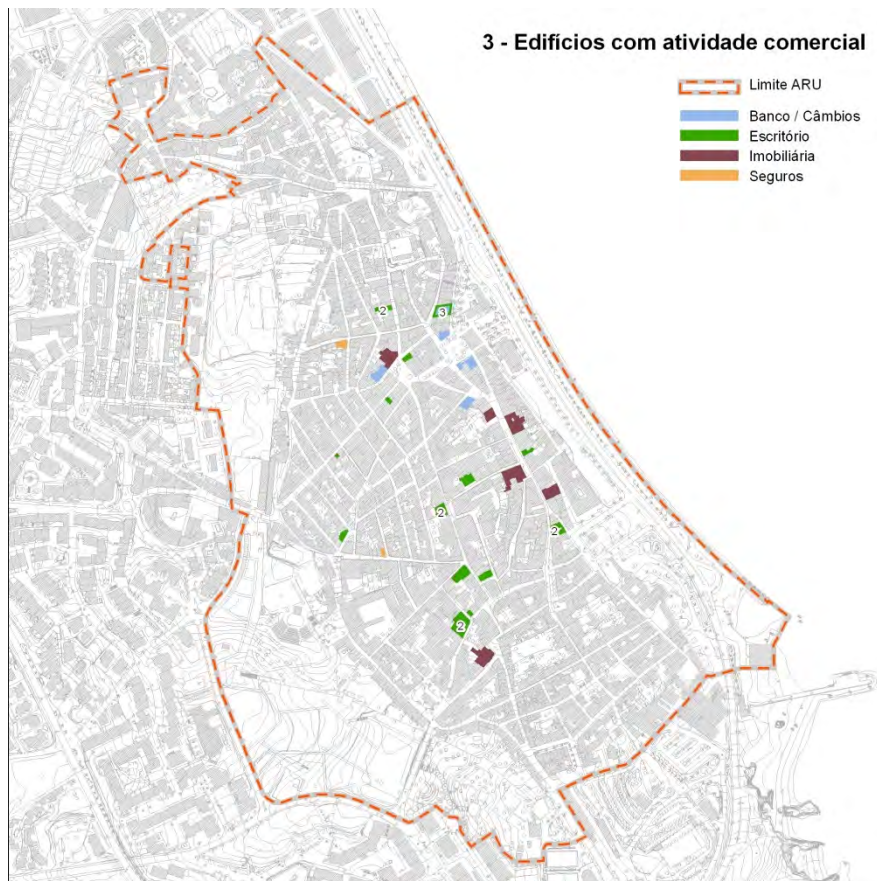 3 - Edifícios com atividade comercial
Limite ARU
Banco / Câmbios
Escritório
Imobiliária
Seguros
2
3
2
2
2